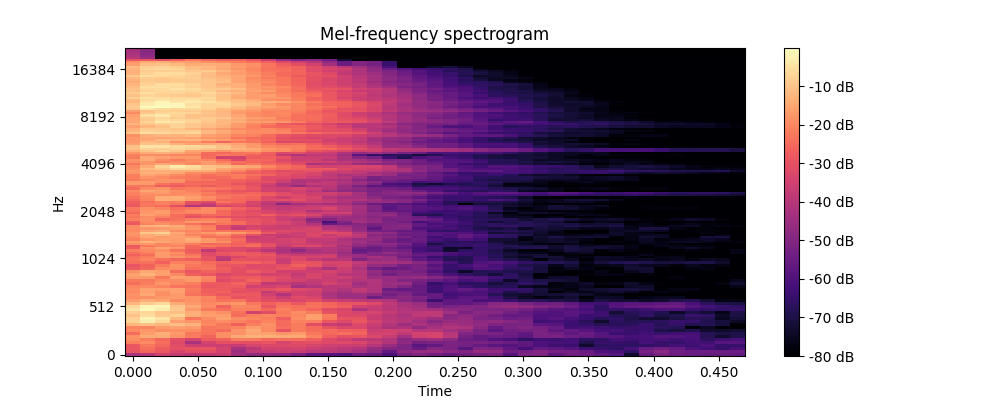 Mel-frequency spectrogram
Hz
16384
8192
4096
2048
1024
512
0
0.000 0.050 0.100 0.150 0.200 0.250 0.300 0.350 0.400 0.450
Time
-10 dB
-20 dB
-30 dB
-40 dB
-50 dB
-60 dB
-70 dB
-80 dB